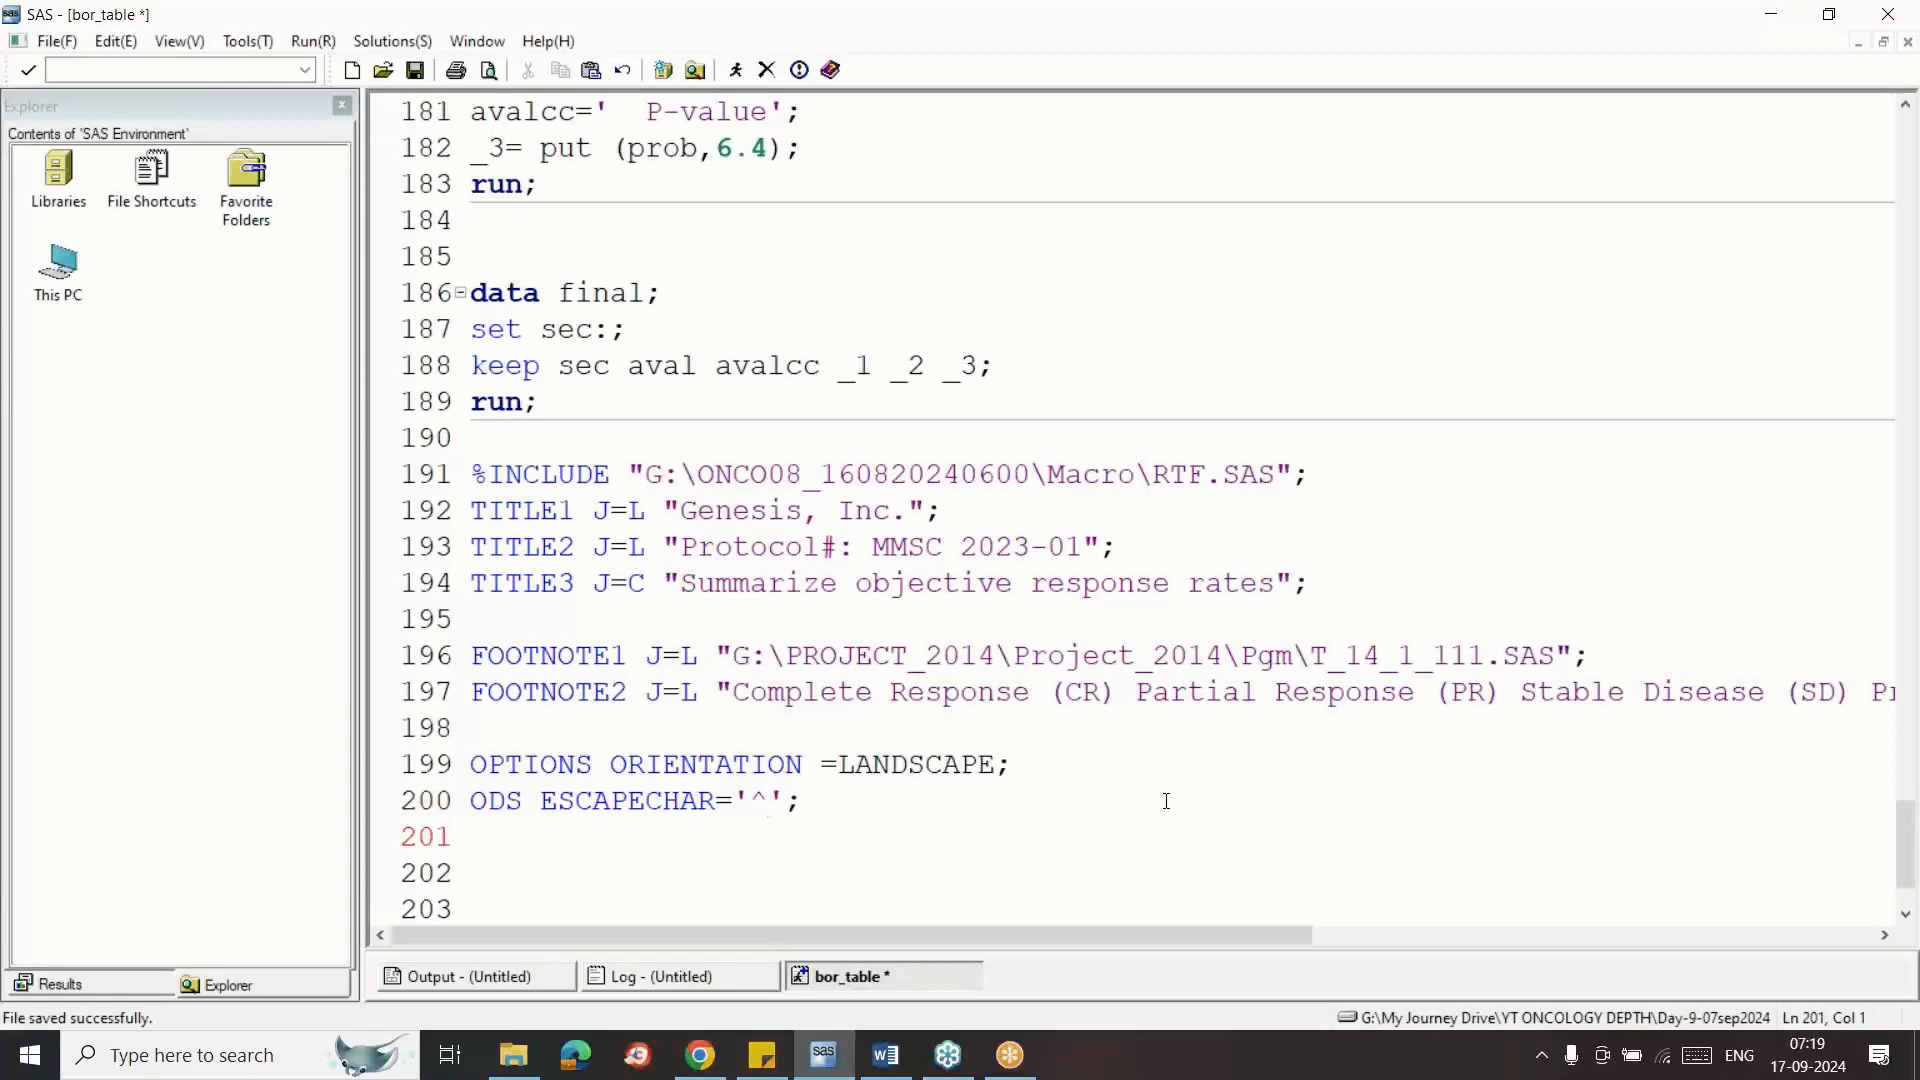 SAS - [bor_table *]
File(F) Edit(E) View(V) Tools(T) Run(R) Solutions(S) Window Help(H)
Explorer
Contents of 'SAS Environment'
Libraries
File Shortcuts
Favorite Folders
This PC
181 avalcc='  P-value';
182 _3= put (prob,6.4);
183 run;
184
185
186 data final;
187 set sec:;
188 keep sec aval avalcc _1 _2 _3;
189 run;
190
191 %INCLUDE "G:\ONCO08_160820240600\Macro\RTF.SAS";
192 TITLE1 J=L "Genesis, Inc.";
193 TITLE2 J=L "Protocol#: MMSC 2023-01";
194 TITLE3 J=C "Summarize objective response rates";
195
196 FOOTNOTE1 J=L "G:\PROJECT_2014\Project_2014\Pgm\T_14_1_111.SAS";
197 FOOTNOTE2 J=L "Complete Response (CR) Partial Response (PR) Stable Disease (SD) Pr
198
199 OPTIONS ORIENTATION =LANDSCAPE;
200 ODS ESCAPECHAR='^';
201
202
203
Results
Explorer
Output - (Untitled)
Log - (Untitled)
bor_table *
File saved successfully.
G:\My Journey Drive\YT ONCOLOGY DEPTH\Day-9-07sep2024
Ln 201, Col 1
Type here to search
sas
ENG
07:19
17-09-2024